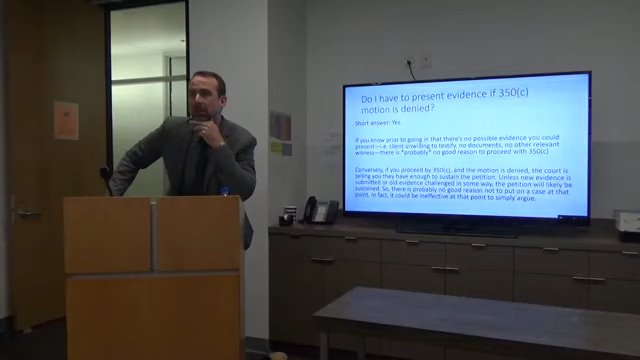 Do I have to present evidence if 350(c)
motion is denied?
Short answer: Yes.
If you know prior to going in that there's no possible evidence you could
present—i.e. client unwilling to testify, no documents, no other relevant
witness—there is *probably* no good reason to proceed with 350(c)
Conversely, if you proceed by 350(c), and the motion is denied, the court is
telling you they have enough to sustain the petition. Unless new evidence is
submitted or old evidence challenged in some way, the petition will likely be
sustained. So, there is probably no good reason not to put on a case at that
point, in fact, it could be ineffective at that point to simply argue.